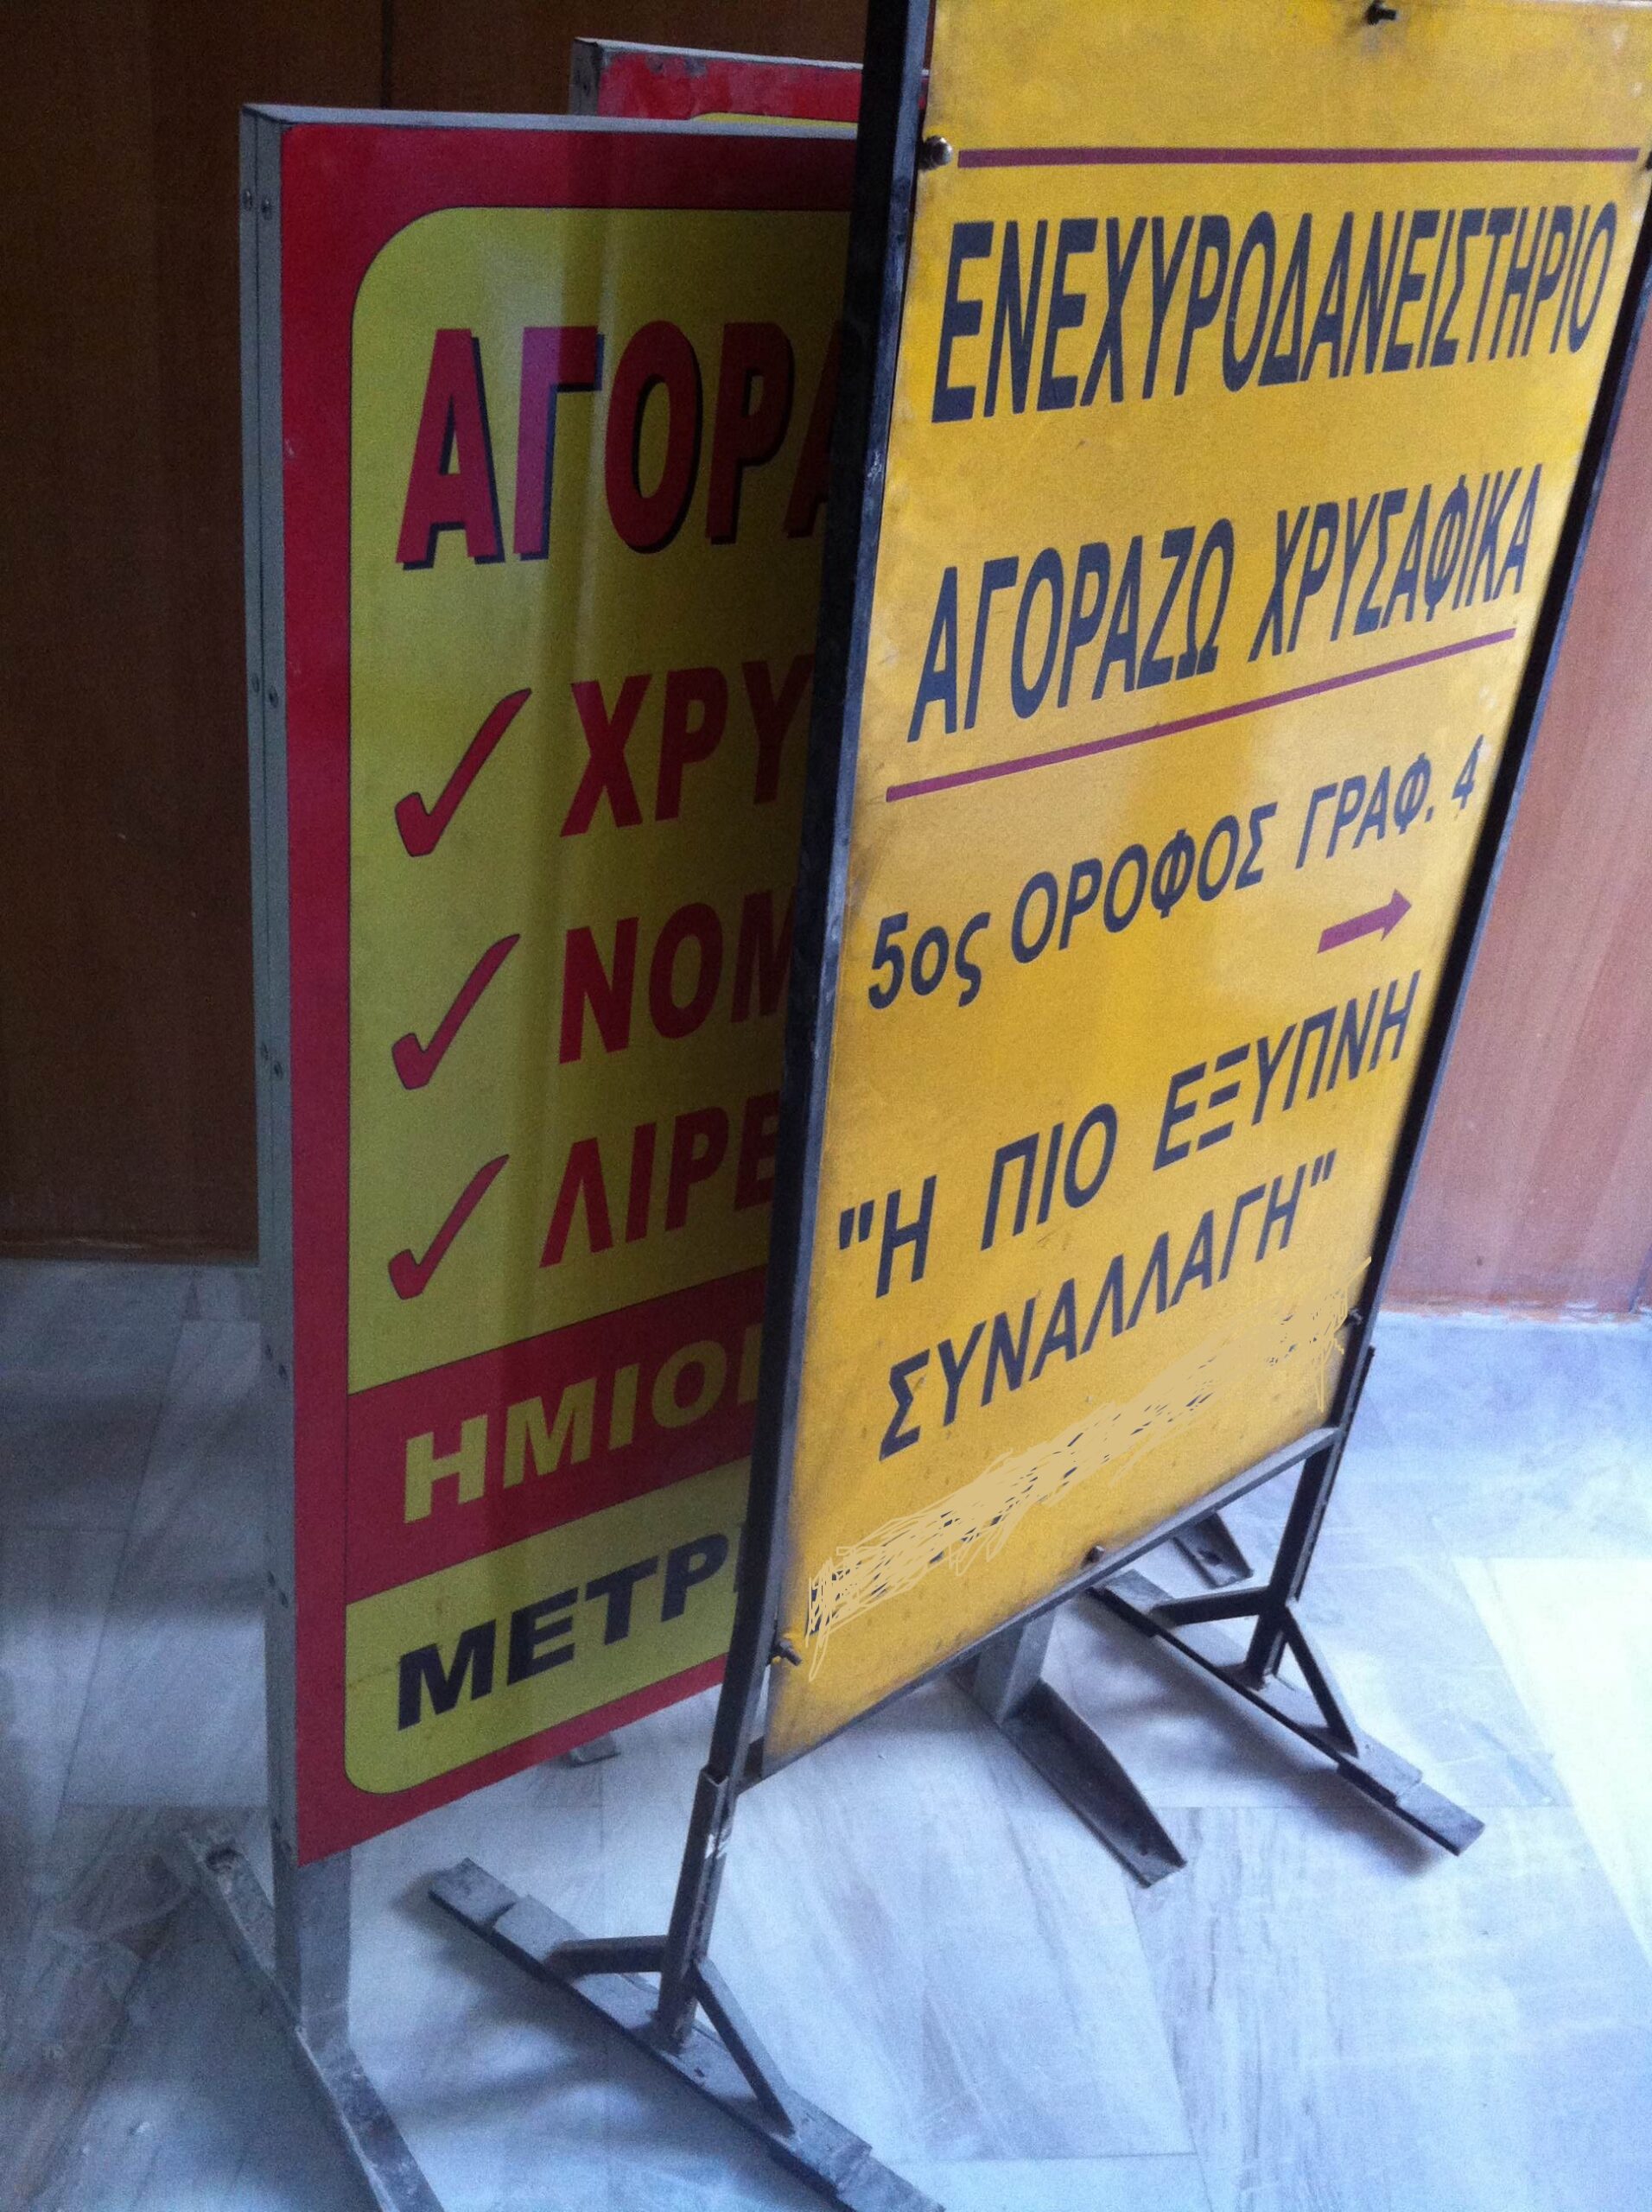 ΕΝΕΧΥΡΟΔΑΝΕΙΣΤΗΡΙΟ
ΑΓΟΡΑΖΩ ΧΡΥΣΑΦΙΚΑ
5ος ΟΡΟΦΟΣ ΓΡΑΦ. 4
"Η ΠΙΟ ΕΞΥΠΝΗ
ΣΥΝΑΛΛΑΓΗ"
ΑΓΟΡΑ
ΧΡΥ
ΝΟΜ
ΛΙΡΕ
ΗΜΙΟ
ΜΕΤΡ